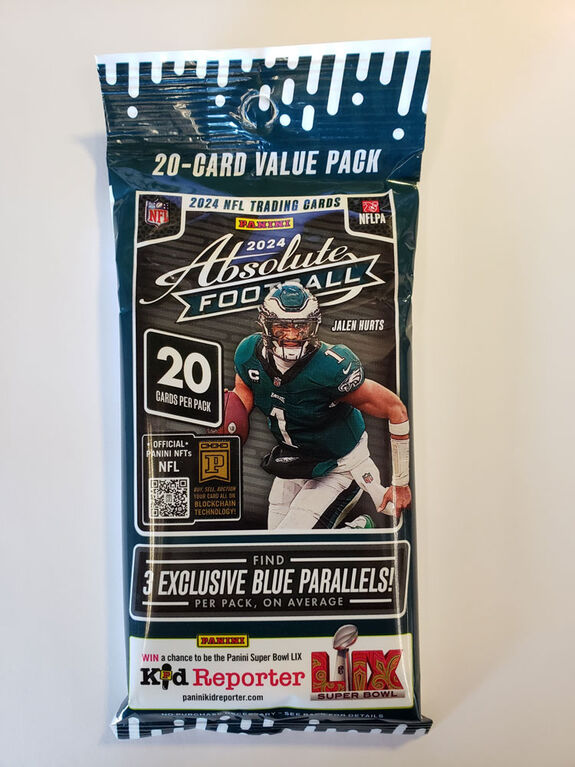 20-CARD VALUE PACK
2024 NFL TRADING CARDS
NFL
NFLPA
PANINI
2024
Absolute
FOOTBALL
JALEN HURTS
1
C
1
20
CARDS PER PACK
•OFFICIAL•
PANINI NFTs
NFL
P
BUY, SELL, AUCTION
YOUR CARD ALL ON
BLOCKCHAIN
TECHNOLOGY!
FIND
3 EXCLUSIVE BLUE PARALLELS!
PER PACK, ON AVERAGE
PANINI
WIN a chance to be the Panini Super Bowl LIX
Kid Reporter
paninikidreporter.com
LIX
SUPER BOWL
NO PURCHASE NECESSARY - SEE BACK FOR DETAILS